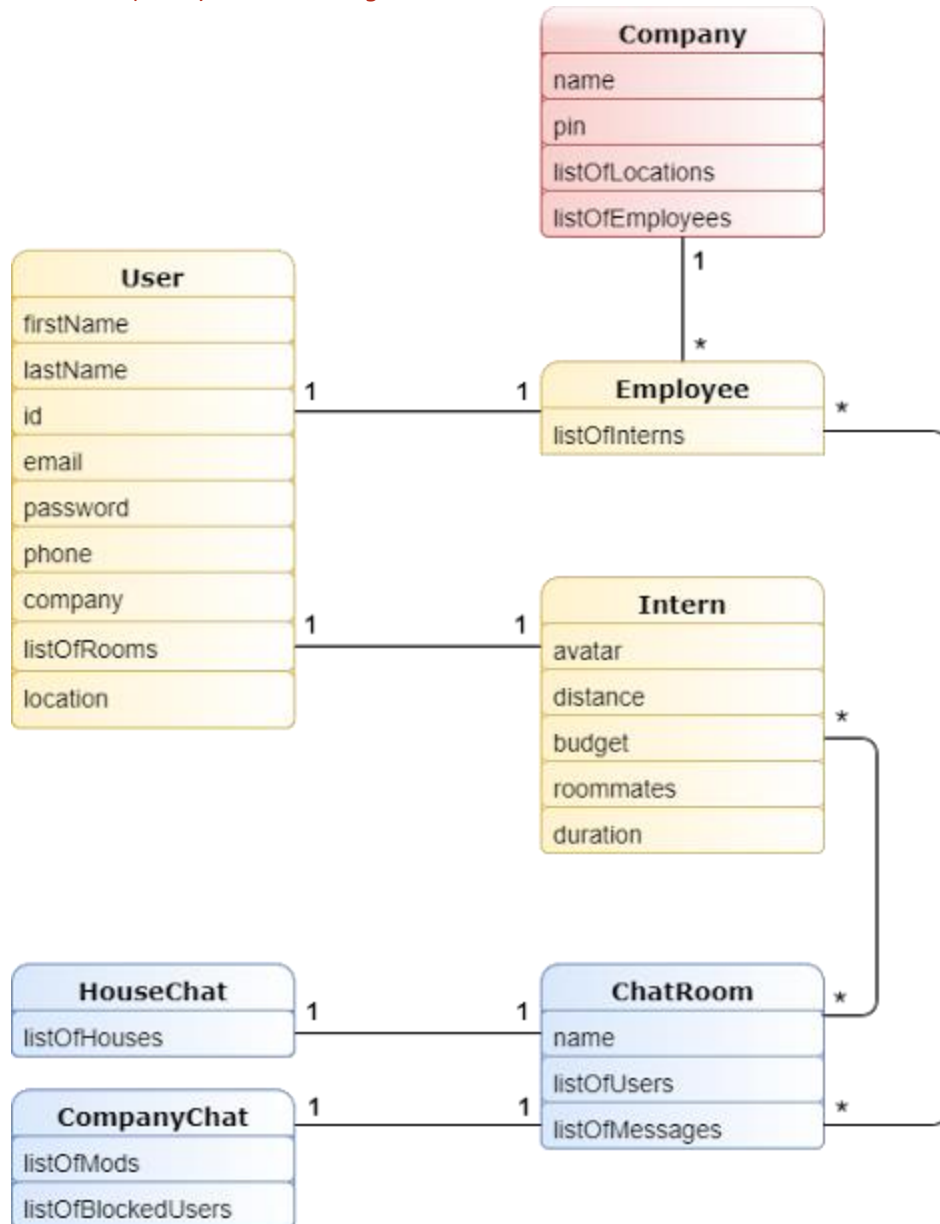 Company
name
pin
listOfLocations
listOfEmployees
1
*
User
firstName
lastName
id
email
password
phone
company
listOfRooms
location
1
1
Employee
listOfInterns
*
1
1
Intern
avatar
distance
budget
roommates
duration
*
HouseChat
listOfHouses
1
1
ChatRoom
name
listOfUsers
listOfMessages
*
*
CompanyChat
listOfMods
listOfBlockedUsers
1
1